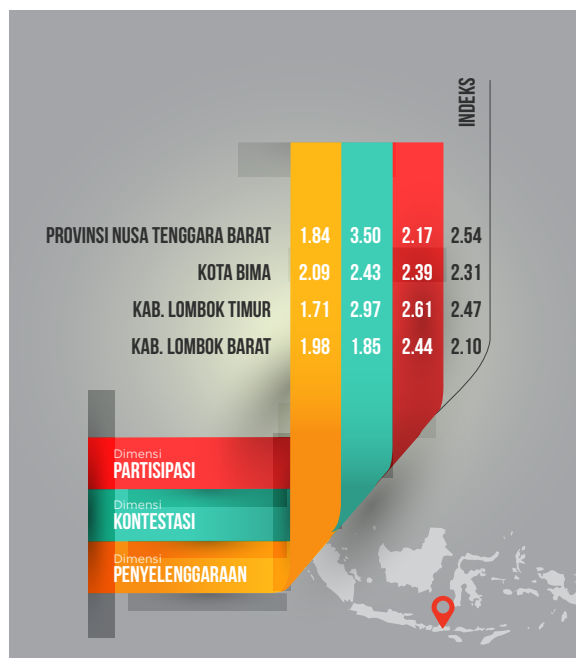 INDEKS
PROVINSI NUSA TENGGARA BARAT 1.84 3.50 2.17 2.54
KOTA BIMA 2.09 2.43 2.39 2.31
KAB. LOMBOK TIMUR 1.71 2.97 2.61 2.47
KAB. LOMBOK BARAT 1.98 1.85 2.44 2.10
Dimensi
PARTISIPASI
Dimensi
KONTESTASI
Dimensi
PENYELENGGARAAN